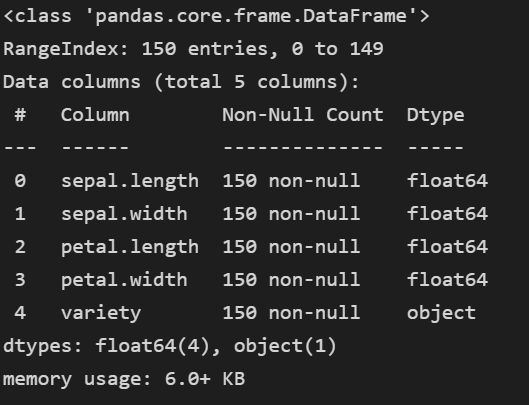 <class 'pandas.core.frame.DataFrame'>
RangeIndex: 150 entries, 0 to 149
Data columns (total 5 columns):
 #   Column        Non-Null Count  Dtype
---  ------        --------------  -----
 0   sepal.length  150 non-null    float64
 1   sepal.width   150 non-null    float64
 2   petal.length  150 non-null    float64
 3   petal.width   150 non-null    float64
 4   variety       150 non-null    object
dtypes: float64(4), object(1)
memory usage: 6.0+ KB